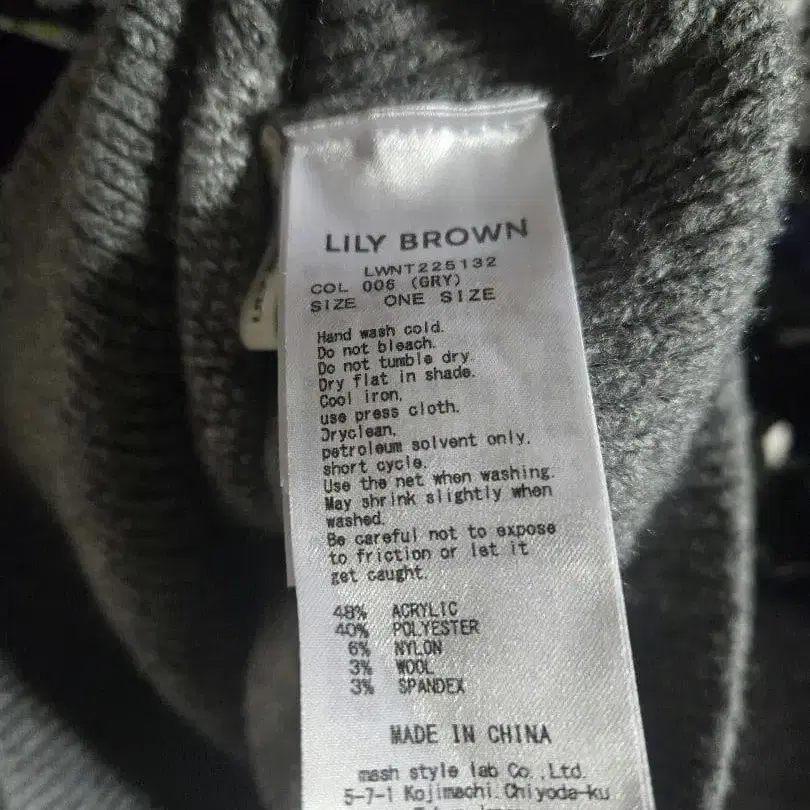 LILY BROWN
LWNT225132
COL 006 (GRY)
SIZE ONE SIZE
Hand wash cold.
Do not bleach.
Do not tumble dry
Dry flat in shade.
Cool iron,
use press cloth.
Dryclean,
petroleum solvent only,
short cycle.
Use the net when washing.
May shrink slightly when
washed.
Be careful not to expose
to friction or let it
get caught.
48% ACRYLIC
40% POLYESTER
6% NYLON
3% WOOL
3% SPANDEX
MADE IN CHINA
mash style lab Co.,Ltd.
5-7-1 Kojimachi Chiyoda-ku